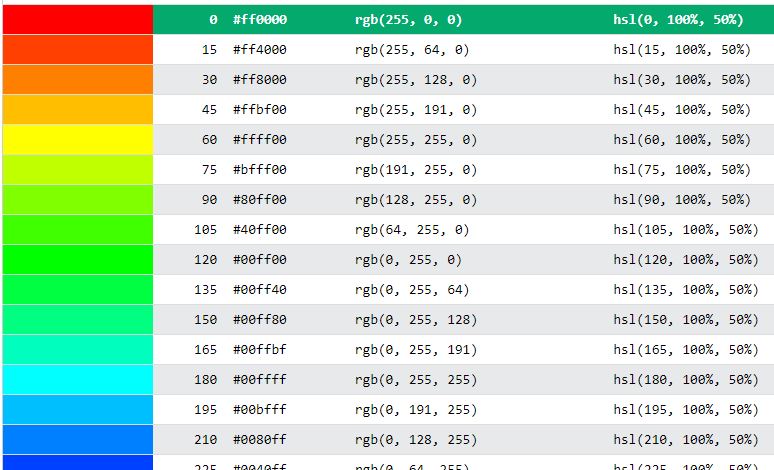 0 #ff0000 rgb(255, 0, 0) hsl(0, 100%, 50%)
15 #ff4000 rgb(255, 64, 0) hsl(15, 100%, 50%)
30 #ff8000 rgb(255, 128, 0) hsl(30, 100%, 50%)
45 #ffbf00 rgb(255, 191, 0) hsl(45, 100%, 50%)
60 #ffff00 rgb(255, 255, 0) hsl(60, 100%, 50%)
75 #bfff00 rgb(191, 255, 0) hsl(75, 100%, 50%)
90 #80ff00 rgb(128, 255, 0) hsl(90, 100%, 50%)
105 #40ff00 rgb(64, 255, 0) hsl(105, 100%, 50%)
120 #00ff00 rgb(0, 255, 0) hsl(120, 100%, 50%)
135 #00ff40 rgb(0, 255, 64) hsl(135, 100%, 50%)
150 #00ff80 rgb(0, 255, 128) hsl(150, 100%, 50%)
165 #00ffbf rgb(0, 255, 191) hsl(165, 100%, 50%)
180 #00ffff rgb(0, 255, 255) hsl(180, 100%, 50%)
195 #00bfff rgb(0, 191, 255) hsl(195, 100%, 50%)
210 #0080ff rgb(0, 128, 255) hsl(210, 100%, 50%)
225 #0040ff rgb(0, 64, 255) hsl(225, 100%, 50%)